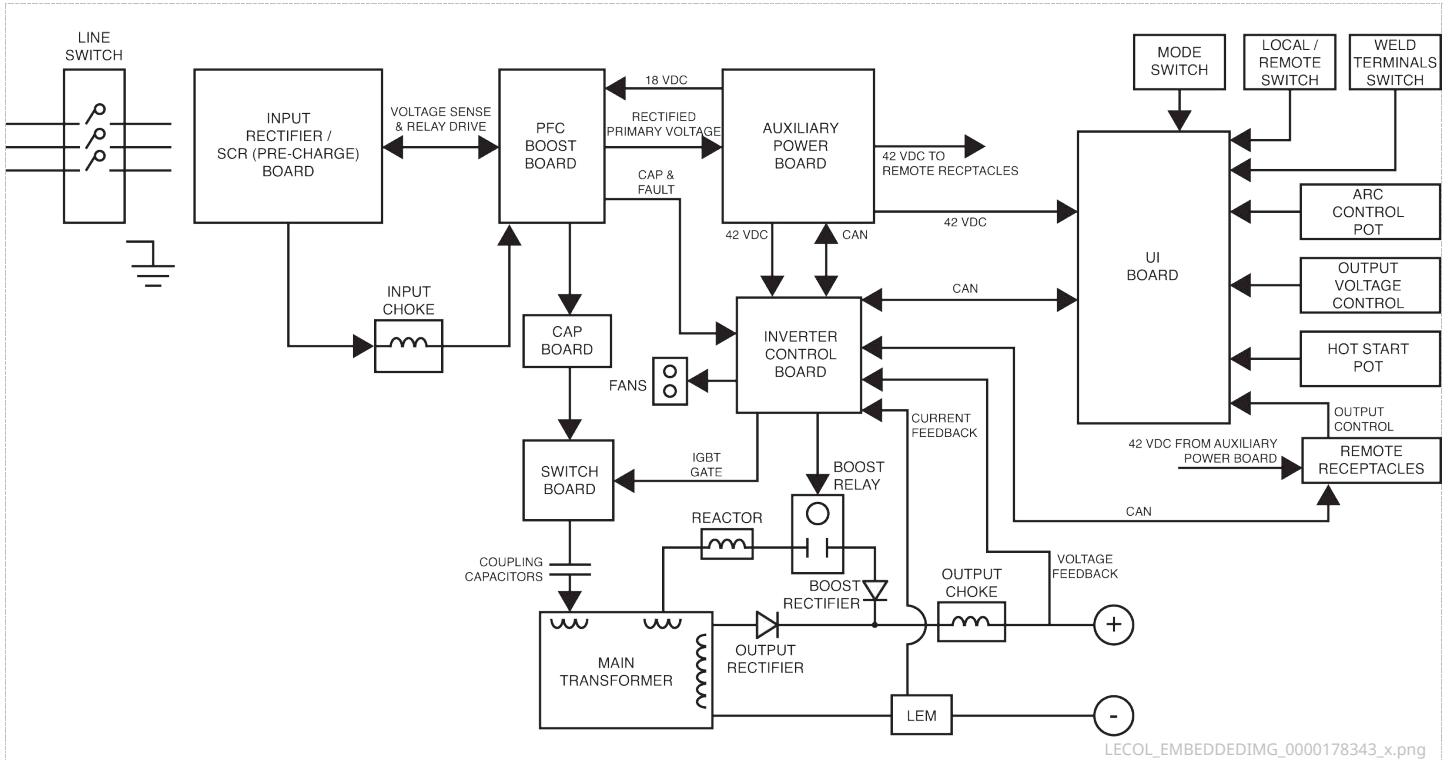 LINE
SWITCH
INPUT
RECTIFIER /
SCR (PRE-CHARGE)
BOARD
VOLTAGE SENSE
& RELAY DRIVE
PFC
BOOST
BOARD
18 VDC
RECTIFIED
PRIMARY VOLTAGE
CAP &
FAULT
AUXILIARY
POWER
BOARD
42 VDC TO
REMOTE RECPTACLES
42 VDC
42 VDC
CAN
MODE
SWITCH
LOCAL /
REMOTE
SWITCH
WELD
TERMINALS
SWITCH
UI
BOARD
ARC
CONTROL
POT
OUTPUT
VOLTAGE
CONTROL
HOT START
POT
OUTPUT
CONTROL
42 VDC FROM AUXILIARY
POWER BOARD
REMOTE
RECEPTACLES
INPUT
CHOKE
CAP
BOARD
FANS
INVERTER
CONTROL
BOARD
CAN
CURRENT
FEEDBACK
SWITCH
BOARD
IGBT
GATE
BOOST
RELAY
REACTOR
CAN
COUPLING
CAPACITORS
BOOST
RECTIFIER
OUTPUT
CHOKE
VOLTAGE
FEEDBACK
MAIN
TRANSFORMER
OUTPUT
RECTIFIER
+
LEM
-
LECOL_EMBEDDEDIMG_0000178343_x.png